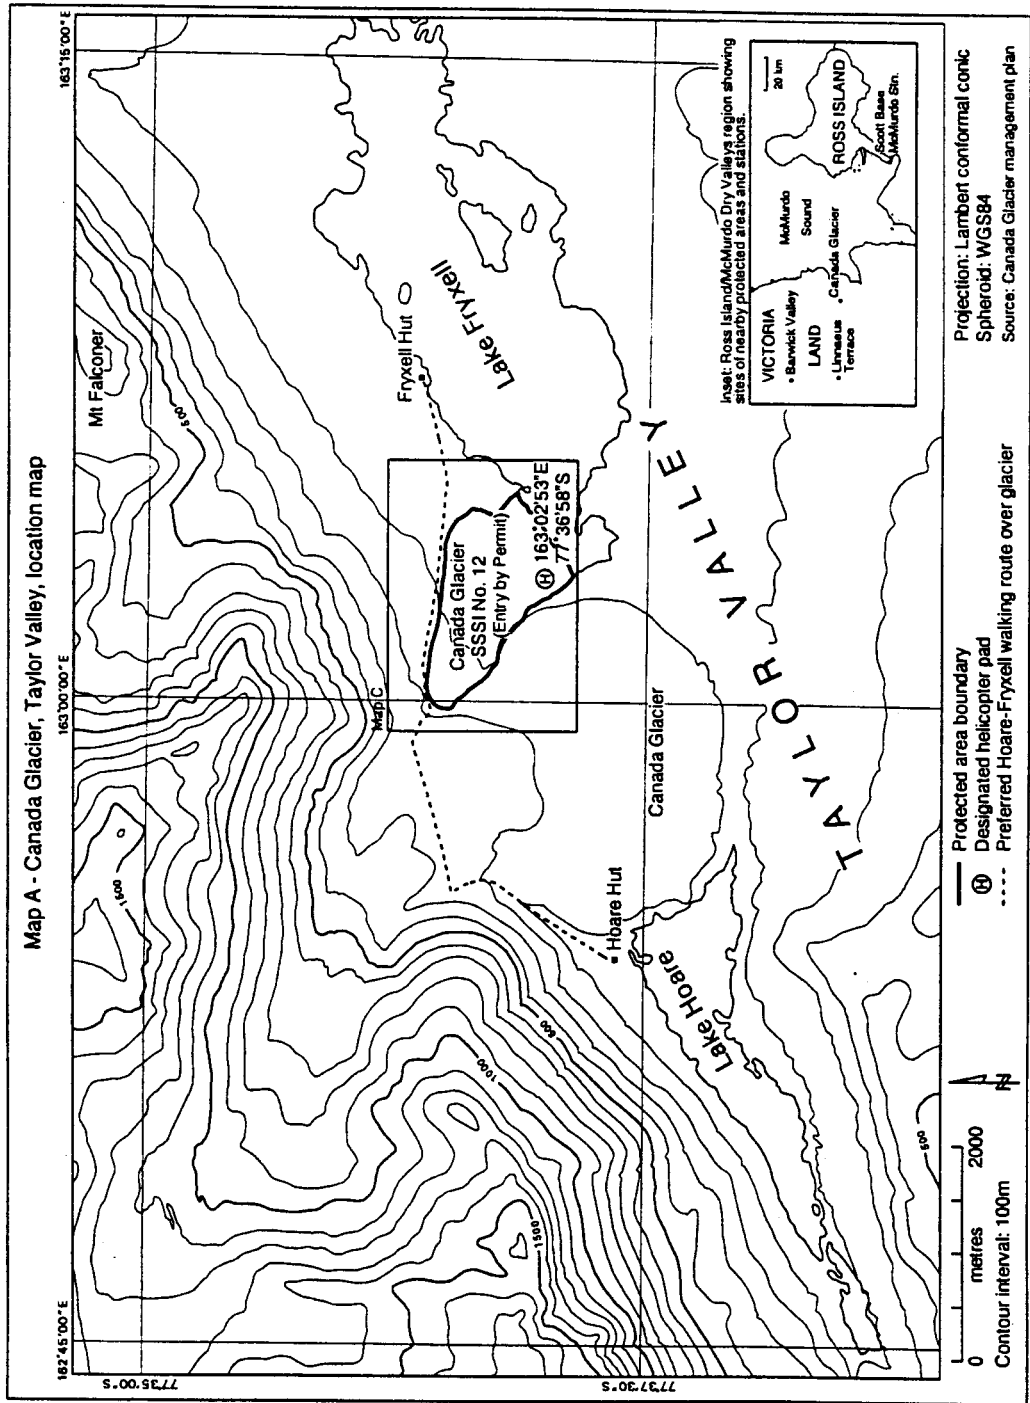 Map A - Canada Glacier, Taylor Valley, location map
162°45'00"E
163°00'00"E
163°15'00"E
77°35'00"S
77°37'30"S
Mt Falconer
500
1500
1000
1500
600
500
Map C
Fryxell Hut
Lake Fryxell
Canada Glacier
SSSI No. 12
(Entry by Permit)
H 163°02'53"E
77°36'58"S
Hoare Hut
Lake Hoare
Canada Glacier
TAYLOR VALLEY
Inset: Ross Island/McMurdo Dry Valleys region showing
sites of nearby protected areas and stations.
VICTORIA
LAND
Barwick Valley
Linnaeus
Terrace
Canada Glacier
McMurdo
Sound
ROSS ISLAND
Scott Base
McMurdo Stn.
20 km
0 metres 2000
Contour interval: 100m
N
Protected area boundary
H Designated helicopter pad
Preferred Hoare-Fryxell walking route over glacier
Projection: Lambert conformal conic
Spheroid: WGS84
Source: Canada Glacier management plan